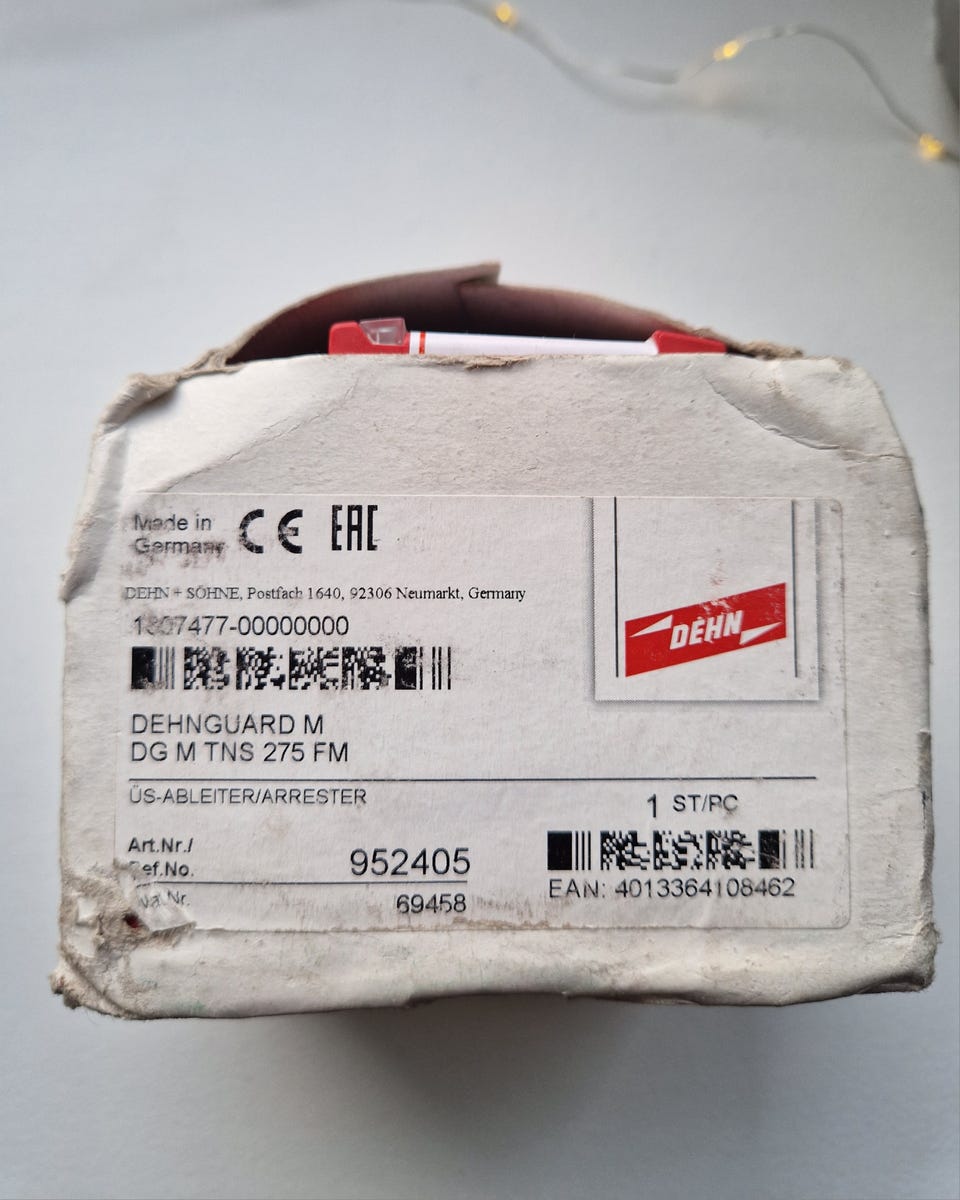 Made in
Germany
CE EAC
DEHN + SÖHNE, Postfach 1640, 92306 Neumarkt, Germany
DEHN
DEHNGUARD M
DG M TNS 275 FM
ÜS-ABLEITER/ARRESTER
1 ST/PC
Art.Nr./
Ref.No. 952405
69458
EAN: 4013364108462